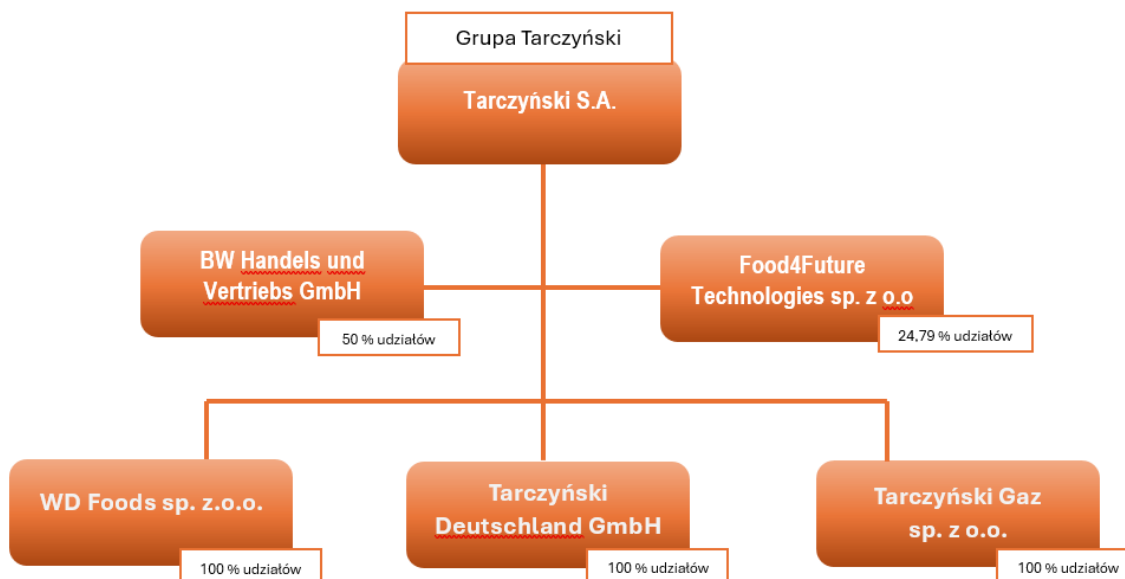 Grupa Tarczyński
Tarczyński S.A.
BW Handels und
Vertriebs GmbH
50 % udziałów
Food4Future
Technologies sp. z o.o
24,79 % udziałów
WD Foods sp. z.o.o.
100 % udziałów
Tarczyński
Deutschland GmbH
100 % udziałów
Tarczyński Gaz
sp. z o.o.
100 % udziałów